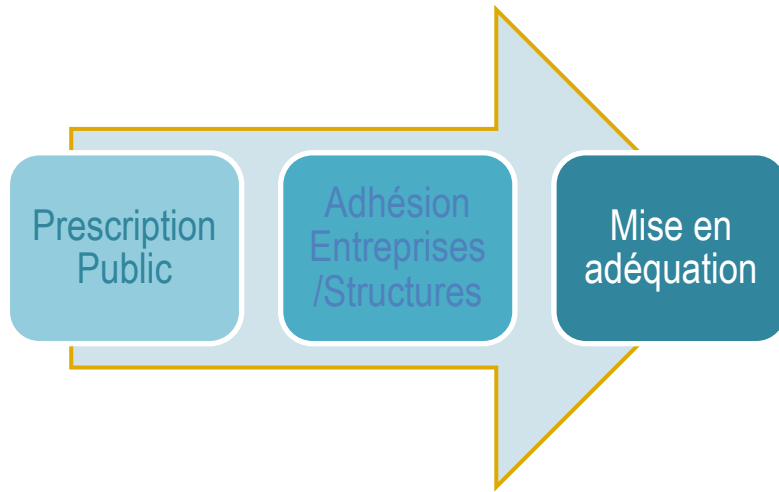 Prescription
Public
Adhésion
Entreprises
/Structures
Mise en
adéquation